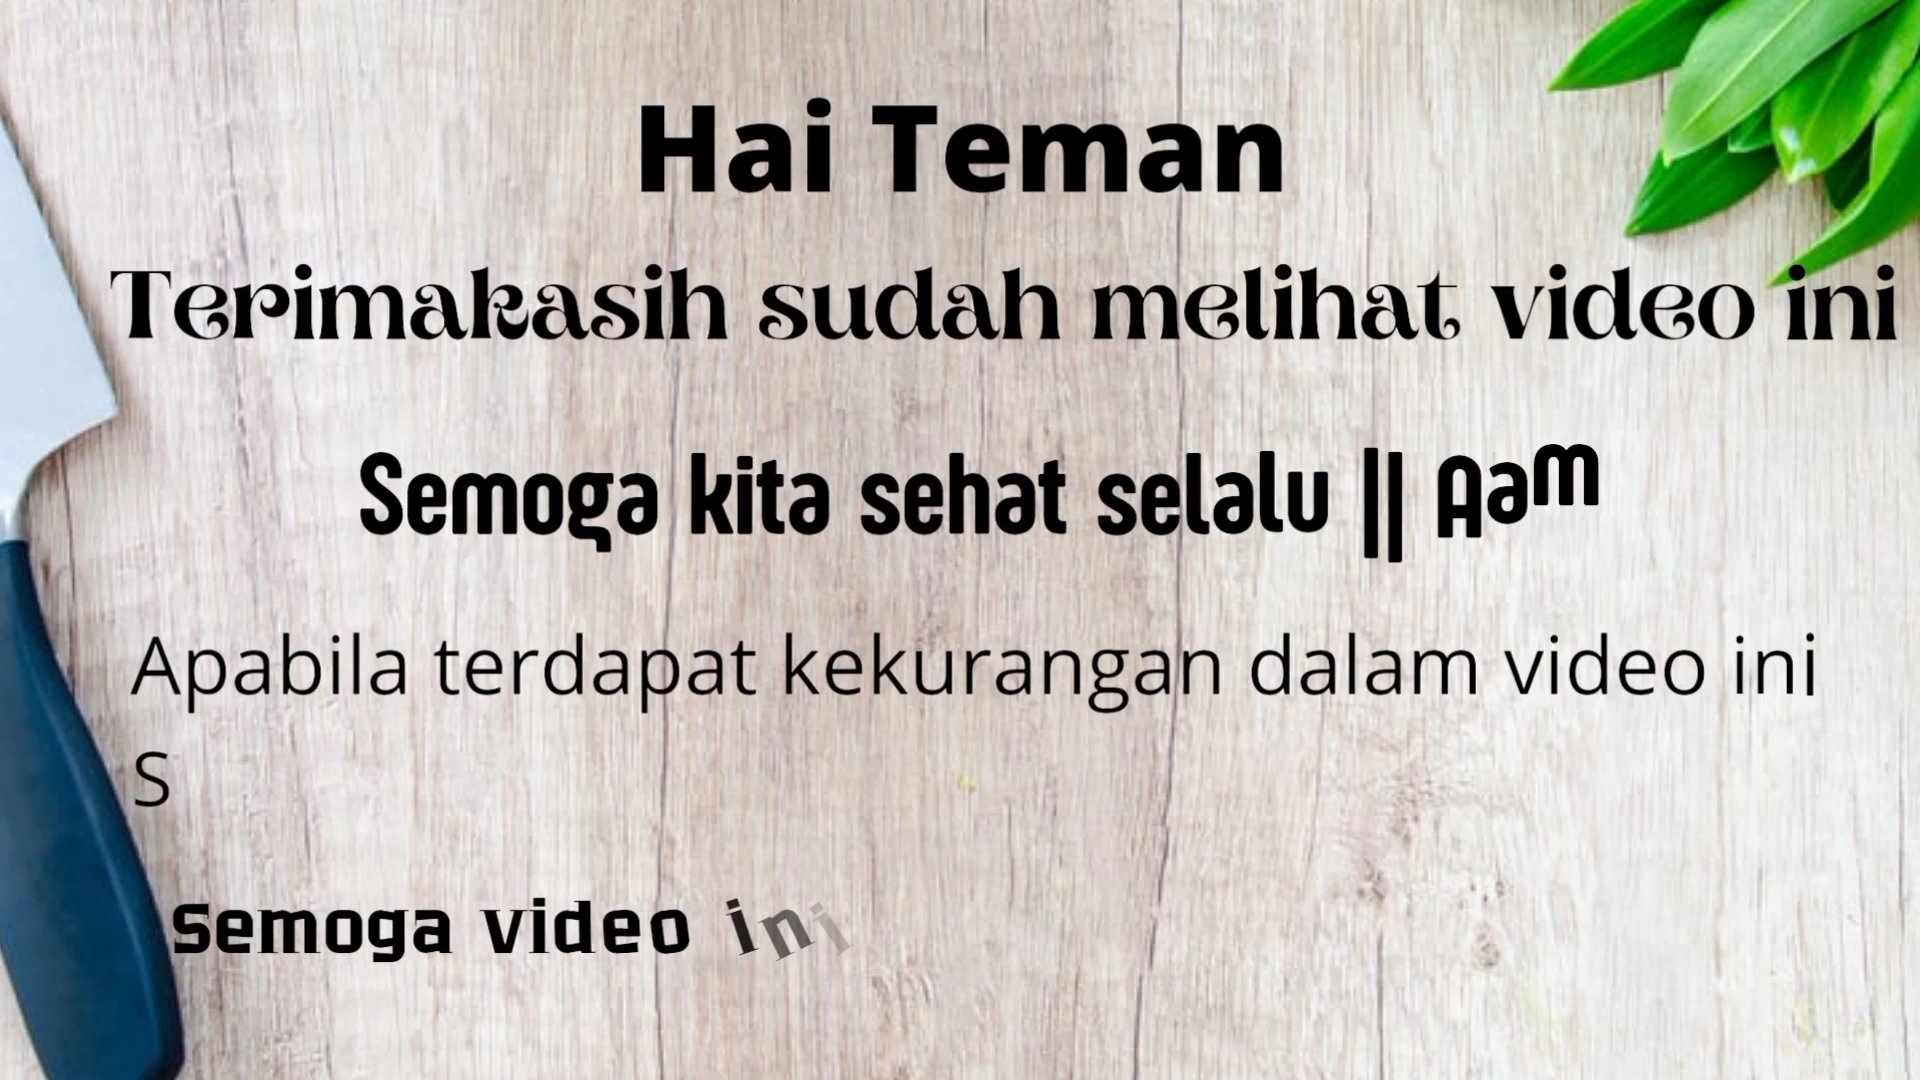 Hai Teman
Terimakasih sudah melihat video ini
Semoga kita sehat selalu || Aam
Apabila terdapat kekurangan dalam video ini
S
Semoga video ini